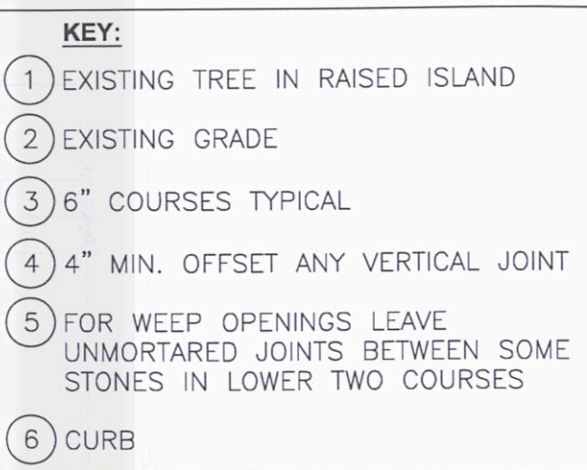 KEY:
1 EXISTING TREE IN RAISED ISLAND
2 EXISTING GRADE
3 6" COURSES TYPICAL
4 4" MIN. OFFSET ANY VERTICAL JOINT
5 FOR WEEP OPENINGS LEAVE
UNMORTARED JOINTS BETWEEN SOME
STONES IN LOWER TWO COURSES
6 CURB